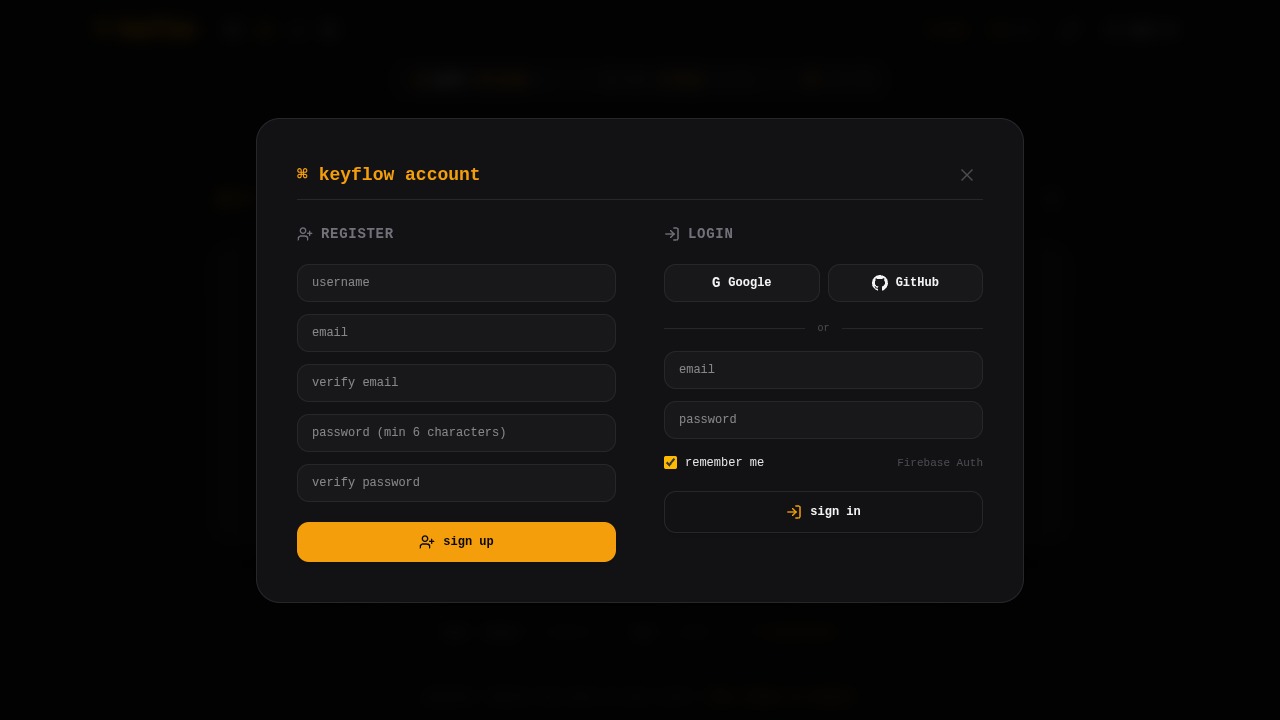 ⌘ keyflow account
REGISTER
username
email
verify email
password (min 6 characters)
verify password
sign up
LOGIN
G Google
GitHub
or
email
password
remember me
Firebase Auth
sign in